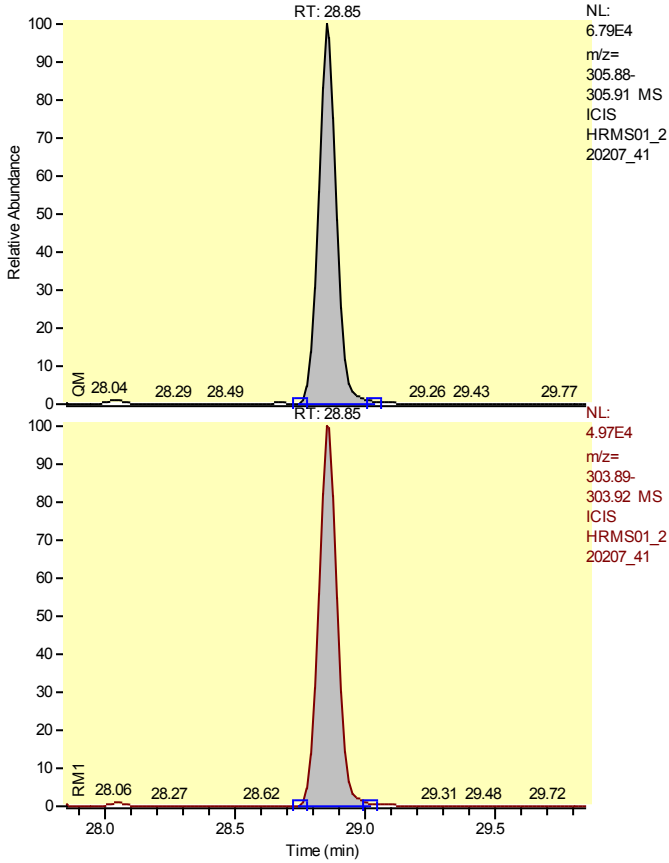 RT: 28.85
NL:
6.79E4
m/z=
305.88-
305.91 MS
ICIS
HRMS01_2
20207_41
100
90
80
70
60
50
40
30
20
10
0
Relative Abundance
QM
28.04 28.29 28.49 29.26 29.43 29.77
RT: 28.85
NL:
4.97E4
m/z=
303.89-
303.92 MS
ICIS
HRMS01_2
20207_41
100
90
80
70
60
50
40
30
20
10
0
RM1
28.06 28.27 28.62 29.31 29.48 29.72
28.0 28.5 29.0 29.5
Time (min)